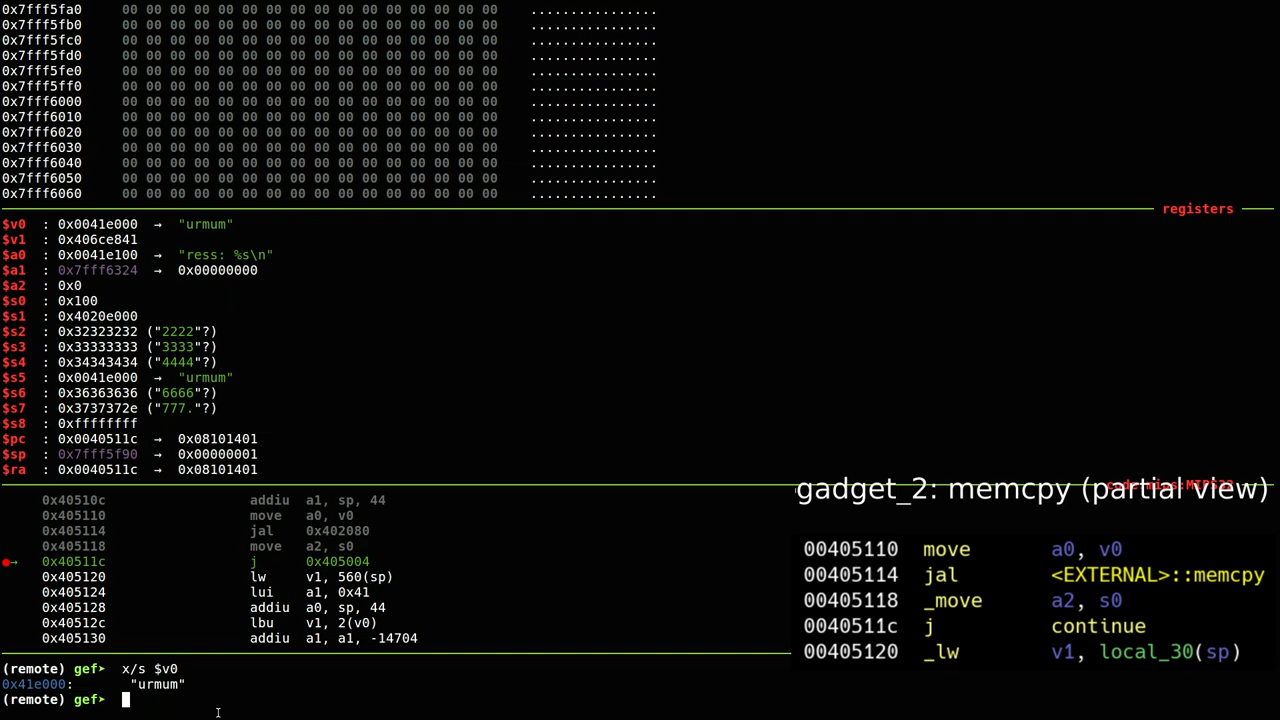 0x7fff5fa0 00 00 00 00 00 00 00 00 00 00 00 00 00 00 00 00 ................
0x7fff5fb0 00 00 00 00 00 00 00 00 00 00 00 00 00 00 00 00 ................
0x7fff5fc0 00 00 00 00 00 00 00 00 00 00 00 00 00 00 00 00 ................
0x7fff5fd0 00 00 00 00 00 00 00 00 00 00 00 00 00 00 00 00 ................
0x7fff5fe0 00 00 00 00 00 00 00 00 00 00 00 00 00 00 00 00 ................
0x7fff5ff0 00 00 00 00 00 00 00 00 00 00 00 00 00 00 00 00 ................
0x7fff6000 00 00 00 00 00 00 00 00 00 00 00 00 00 00 00 00 ................
0x7fff6010 00 00 00 00 00 00 00 00 00 00 00 00 00 00 00 00 ................
0x7fff6020 00 00 00 00 00 00 00 00 00 00 00 00 00 00 00 00 ................
0x7fff6030 00 00 00 00 00 00 00 00 00 00 00 00 00 00 00 00 ................
0x7fff6040 00 00 00 00 00 00 00 00 00 00 00 00 00 00 00 00 ................
0x7fff6050 00 00 00 00 00 00 00 00 00 00 00 00 00 00 00 00 ................
0x7fff6060 00 00 00 00 00 00 00 00 00 00 00 00 00 00 00 00 ................
registers
$v0 : 0x0041e000 → "urmum"
$v1 : 0x406ce841
$a0 : 0x0041e100 → "ress: %s\n"
$a1 : 0x7fff6324 → 0x00000000
$a2 : 0x0
$s0 : 0x100
$s1 : 0x4020e000
$s2 : 0x32323232 ("2222"?)
$s3 : 0x33333333 ("3333"?)
$s4 : 0x34343434 ("4444"?)
$s5 : 0x0041e000 → "urmum"
$s6 : 0x36363636 ("6666"?)
$s7 : 0x3737372e ("777."?)
$s8 : 0xffffffff
$pc : 0x0040511c → 0x08101401
$sp : 0x7fff5f90 → 0x00000001
$ra : 0x0040511c → 0x08101401
code:mips:MIPS32
0x40510c addiu a1, sp, 44
0x405110 move a0, v0
0x405114 jal 0x402080
0x405118 move a2, s0
●→ 0x40511c j 0x405004
0x405120 lw v1, 560(sp)
0x405124 lui a1, 0x41
0x405128 addiu a0, sp, 44
0x40512c lbu v1, 2(v0)
0x405130 addiu a1, a1, -14704
(remote) gef➤ x/s $v0
0x41e000: "urmum"
(remote) gef➤
gadget_2: memcpy (partial view)
00405110 move a0, v0
00405114 jal <EXTERNAL>::memcpy
00405118 _move a2, s0
0040511c j continue
00405120 _lw v1, local_30(sp)